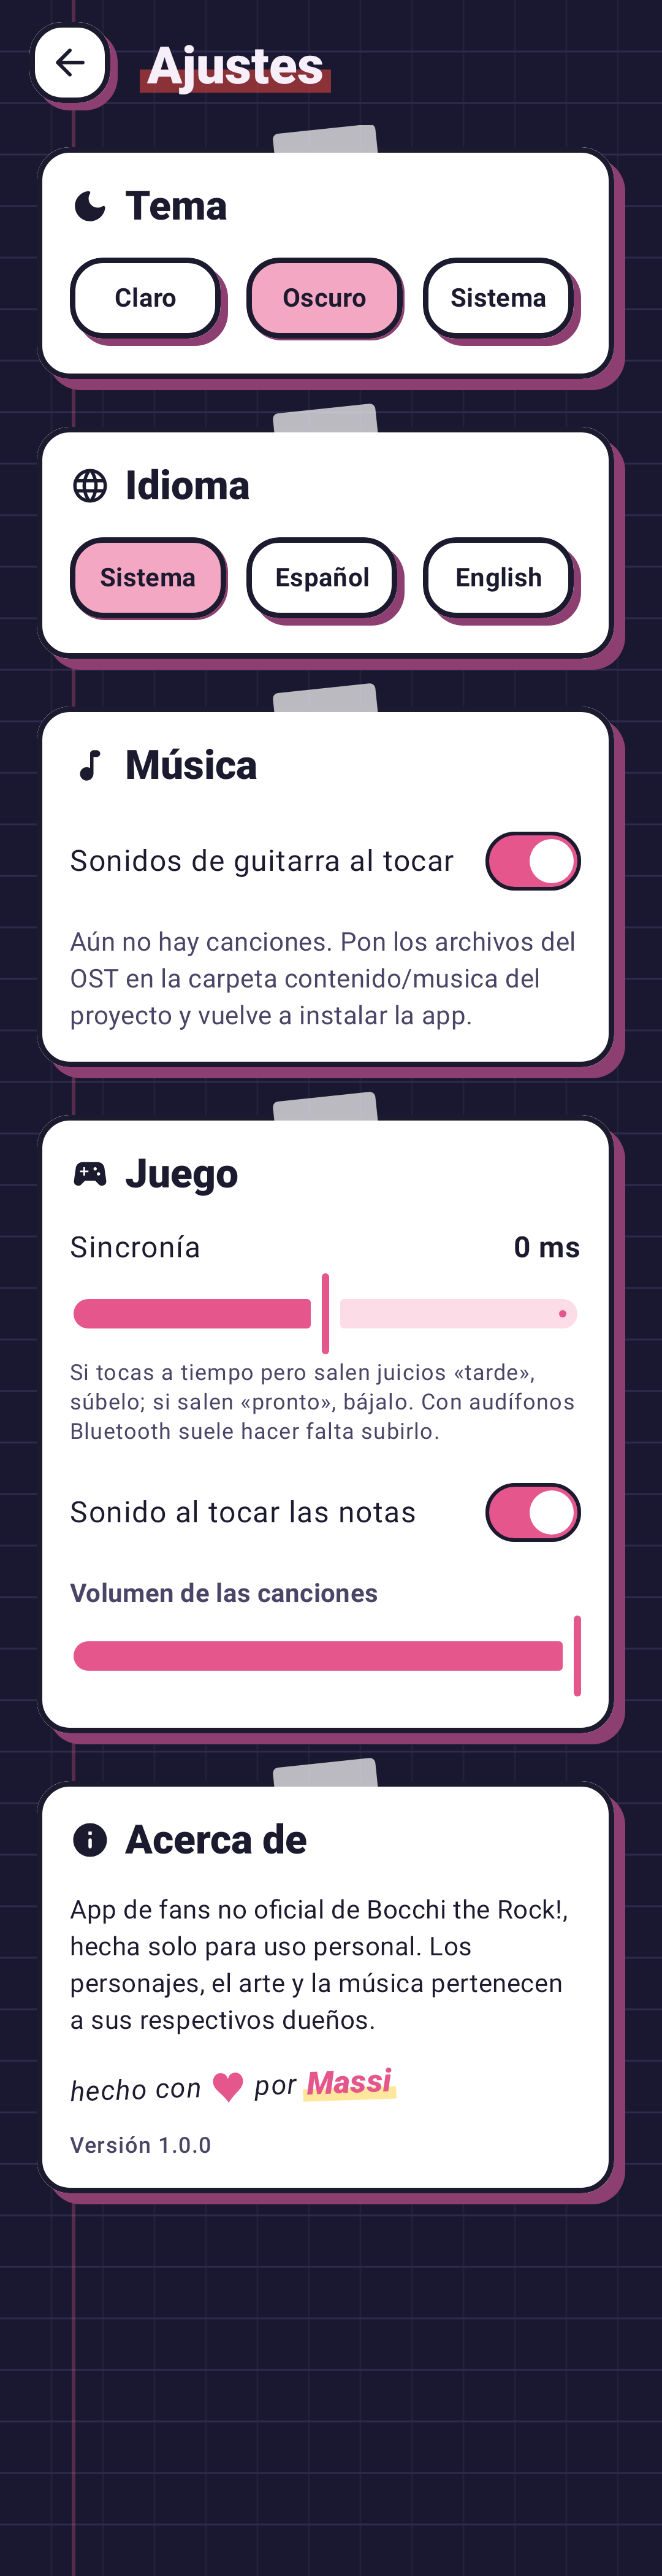 Ajustes
Tema
Claro
Oscuro
Sistema
Idioma
Sistema
Español
English
Música
Sonidos de guitarra al tocar
Aún no hay canciones. Pon los archivos del
OST en la carpeta contenido/musica del
proyecto y vuelve a instalar la app.
Juego
Sincronía 0 ms
Si tocas a tiempo pero salen juicios «tarde»,
súbelo; si salen «pronto», bájalo. Con audífonos
Bluetooth suele hacer falta subirlo.
Sonido al tocar las notas
Volumen de las canciones
Acerca de
App de fans no oficial de Bocchi the Rock!,
hecha solo para uso personal. Los
personajes, el arte y la música pertenecen
a sus respectivos dueños.
hecho con ♥ por Massi
Versión 1.0.0